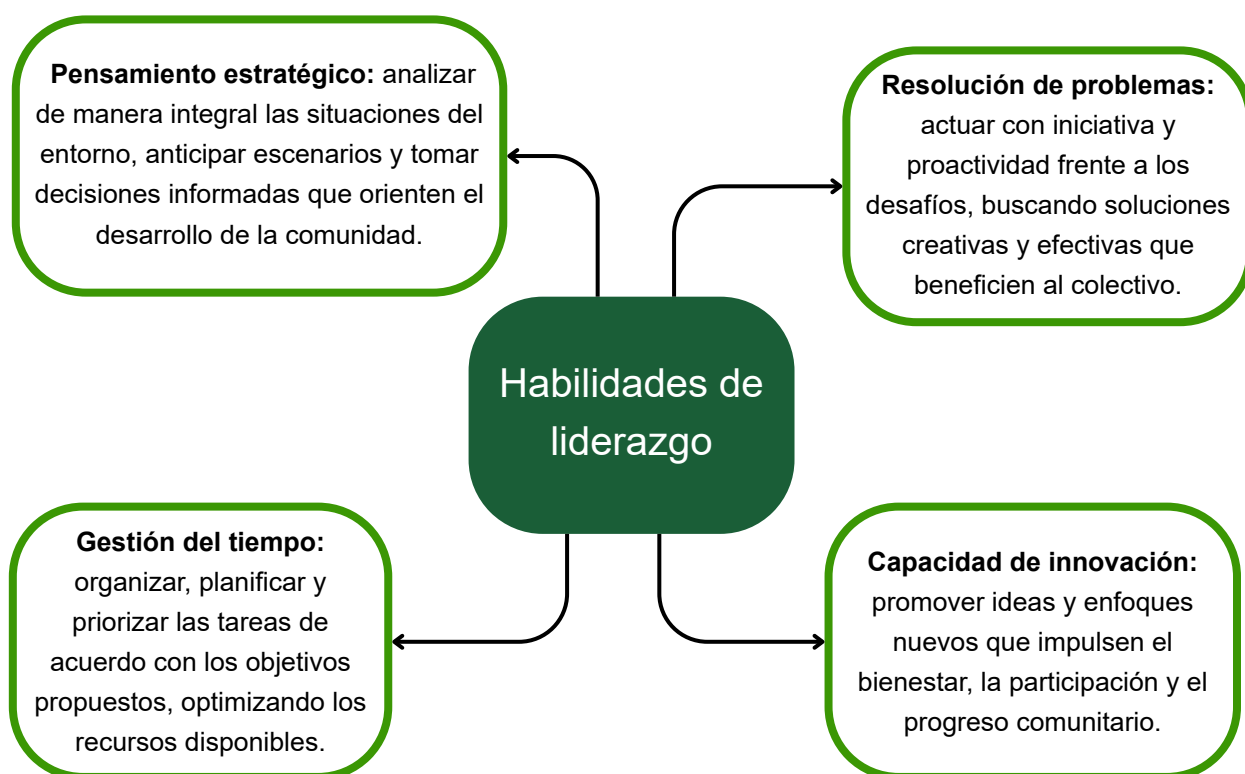 Pensamiento estratégico: analizar
de manera integral las situaciones del
entorno, anticipar escenarios y tomar
decisiones informadas que orienten el
desarrollo de la comunidad.
Resolución de problemas:
actuar con iniciativa y
proactividad frente a los
desafíos, buscando soluciones
creativas y efectivas que
beneficien al colectivo.
Habilidades de
liderazgo
Gestión del tiempo:
organizar, planificar y
priorizar las tareas de
acuerdo con los objetivos
propuestos, optimizando los
recursos disponibles.
Capacidad de innovación:
promover ideas y enfoques
nuevos que impulsen el
bienestar, la participación y el
progreso comunitario.